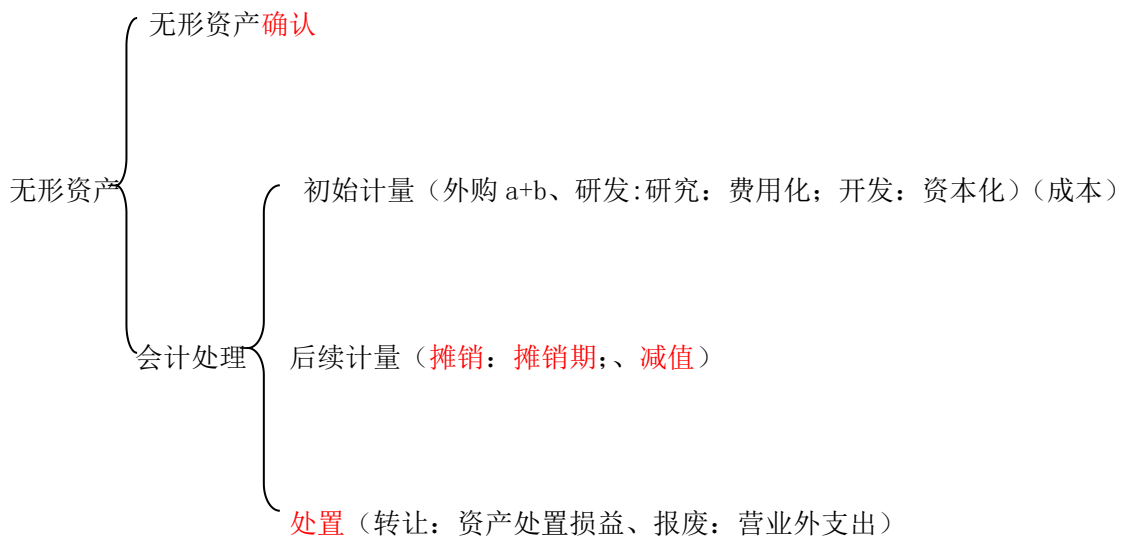 无形资产确认
无形资产
初始计量（外购 a+b、研发:研究：费用化；开发：资本化）（成本）
会计处理
后续计量（摊销：摊销期;、减值）
处置（转让：资产处置损益、报废：营业外支出）